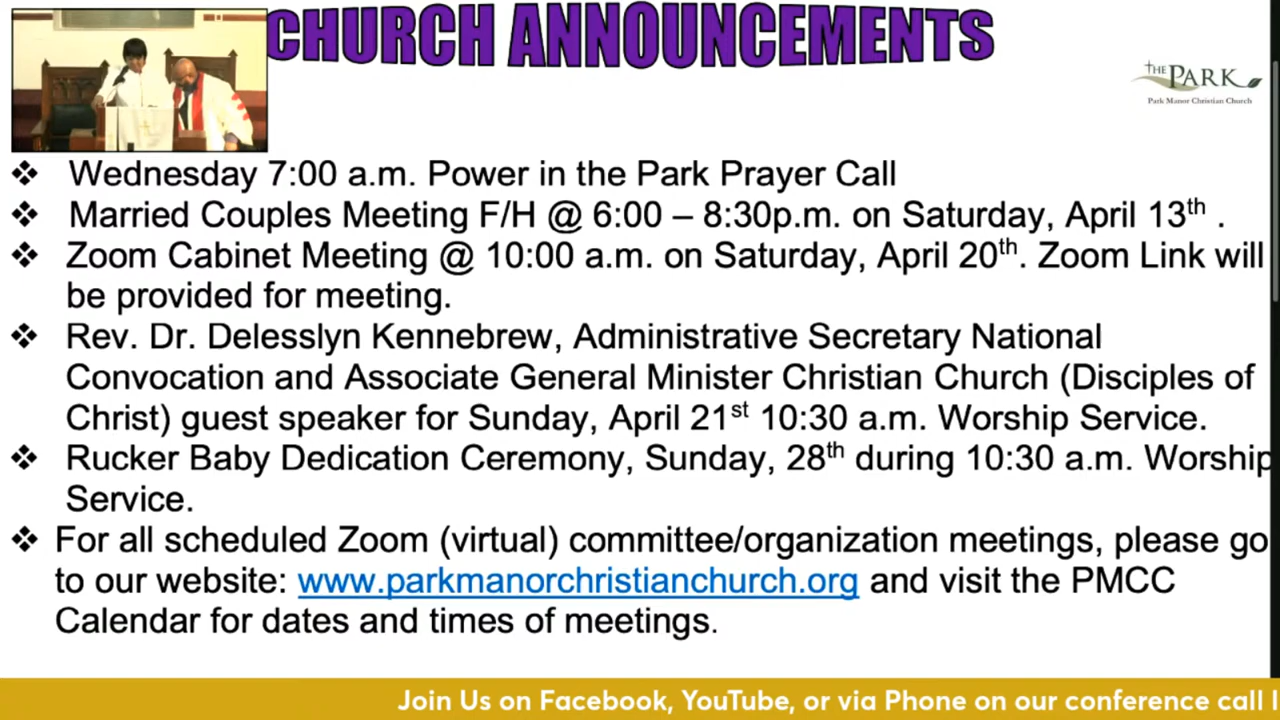 CHURCH ANNOUNCEMENTS
THE PARK
Park Manor Christian Church
❖ Wednesday 7:00 a.m. Power in the Park Prayer Call
❖ Married Couples Meeting F/H @ 6:00 – 8:30p.m. on Saturday, April 13th .
❖ Zoom Cabinet Meeting @ 10:00 a.m. on Saturday, April 20th. Zoom Link will
be provided for meeting.
❖ Rev. Dr. Delesslyn Kennebrew, Administrative Secretary National
Convocation and Associate General Minister Christian Church (Disciples of
Christ) guest speaker for Sunday, April 21st 10:30 a.m. Worship Service.
❖ Rucker Baby Dedication Ceremony, Sunday, 28th during 10:30 a.m. Worship
Service.
❖ For all scheduled Zoom (virtual) committee/organization meetings, please go
to our website: www.parkmanorchristianchurch.org and visit the PMCC
Calendar for dates and times of meetings.
Join Us on Facebook, YouTube, or via Phone on our conference call